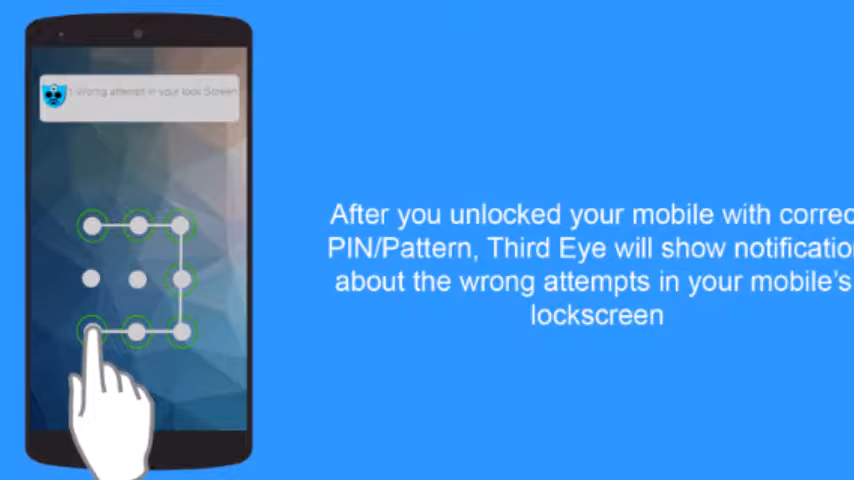 1 Wrong attempt in your lock Screen
After you unlocked your mobile with correc
PIN/Pattern, Third Eye will show notification
about the wrong attempts in your mobile's
lockscreen